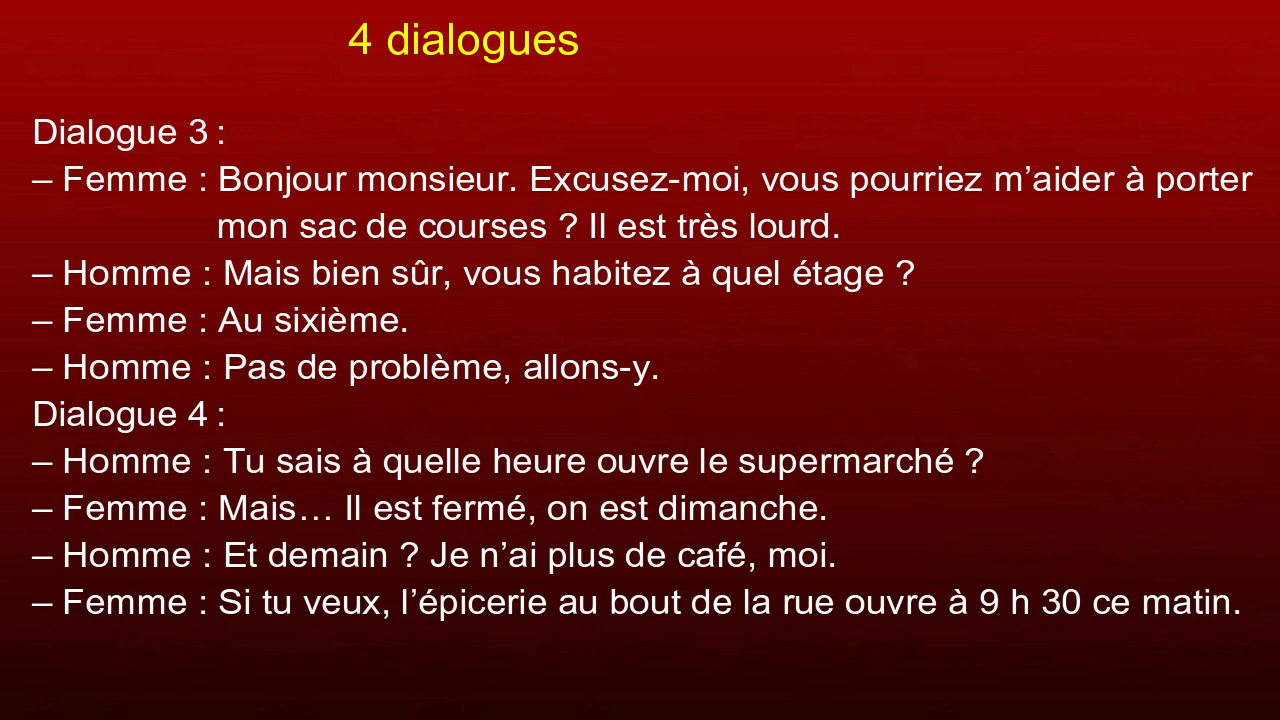 4 dialogues
Dialogue 3 :
– Femme : Bonjour monsieur. Excusez-moi, vous pourriez m’aider à porter
mon sac de courses ? Il est très lourd.
– Homme : Mais bien sûr, vous habitez à quel étage ?
– Femme : Au sixième.
– Homme : Pas de problème, allons-y.
Dialogue 4 :
– Homme : Tu sais à quelle heure ouvre le supermarché ?
– Femme : Mais… Il est fermé, on est dimanche.
– Homme : Et demain ? Je n’ai plus de café, moi.
– Femme : Si tu veux, l’épicerie au bout de la rue ouvre à 9 h 30 ce matin.